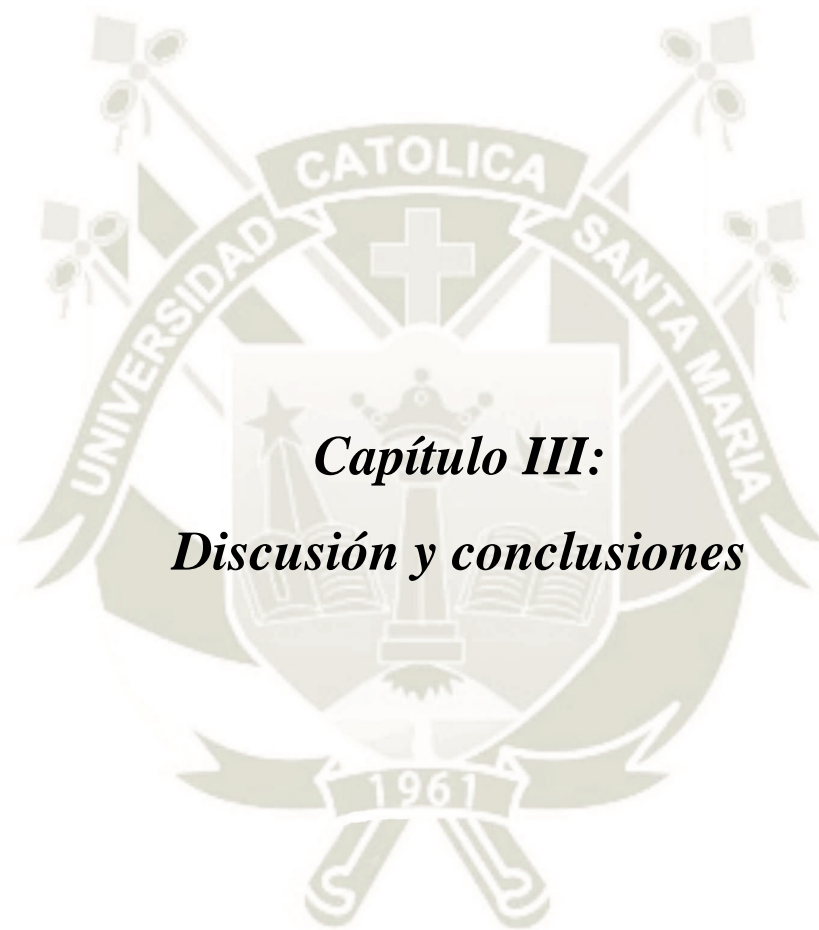 UNIVERSIDAD CATOLICA SANTA MARIA
Capítulo III:
Discusión y conclusiones
1961